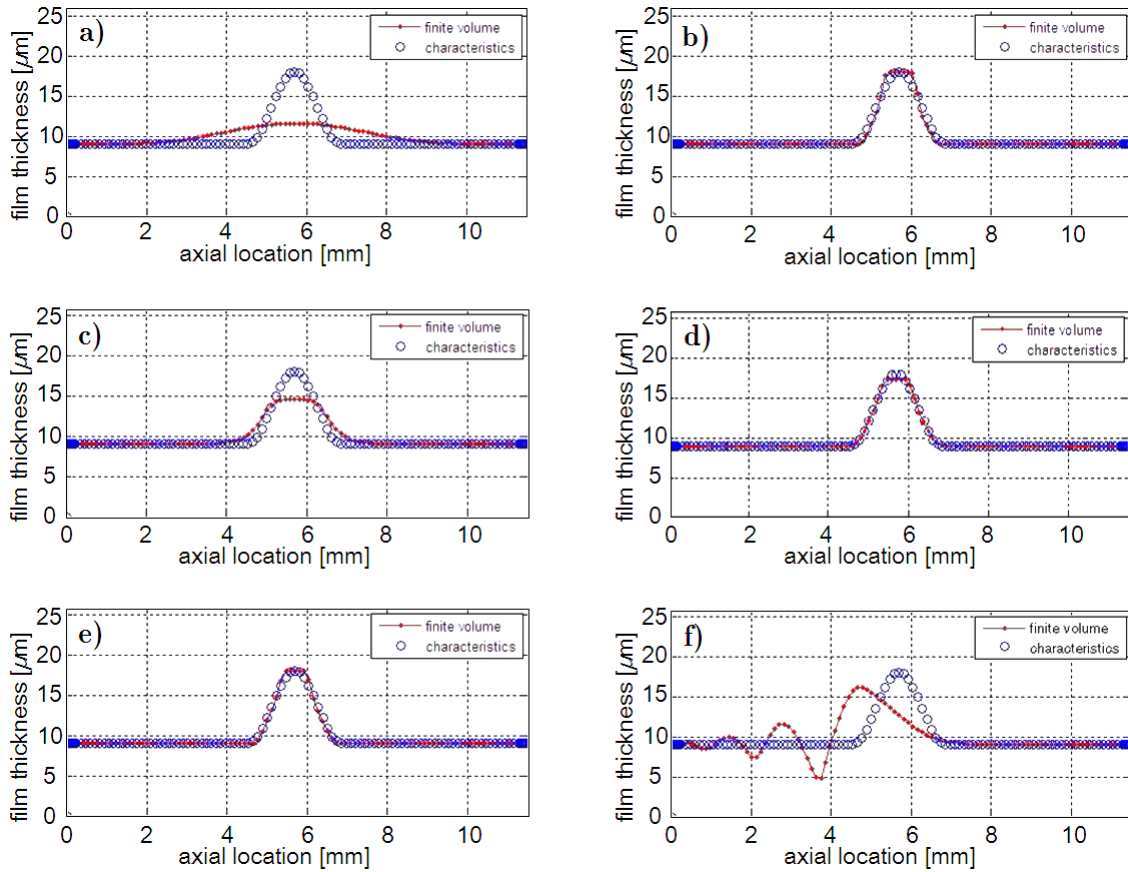 a)
finite volume
characteristics
film thickness [μm]
25
20
15
10
5
0
0 2 4 6 8 10
axial location [mm]
b)
finite volume
characteristics
film thickness [μm]
25
20
15
10
5
0
0 2 4 6 8 10
axial location [mm]
c)
finite volume
characteristics
film thickness [μm]
25
20
15
10
5
0
0 2 4 6 8 10
axial location [mm]
d)
finite volume
characteristics
film thickness [μm]
25
20
15
10
5
0
0 2 4 6 8 10
axial location [mm]
e)
finite volume
characteristics
film thickness [μm]
25
20
15
10
5
0
0 2 4 6 8 10
axial location [mm]
f)
finite volume
characteristics
film thickness [μm]
25
20
15
10
5
0
0 2 4 6 8 10
axial location [mm]